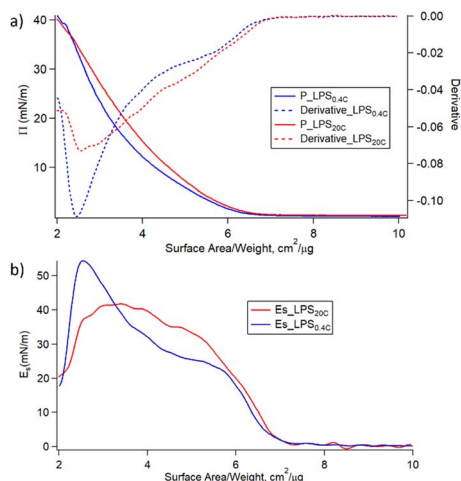 a)
40
30
20
10
Π (mN/m)
0.00
-0.02
-0.04
-0.06
-0.08
-0.10
Derivative
P_LPS0.4C
Derivative_LPS0.4C
P_LPS20C
Derivative_LPS20C
2 4 6 8 10
Surface Area/Weight, cm²/μg
b)
50
40
30
20
10
0
Es(mN/m)
Es_LPS20C
Es_LPS0.4C
2 4 6 8 10
Surface Area/Weight, cm²/μg